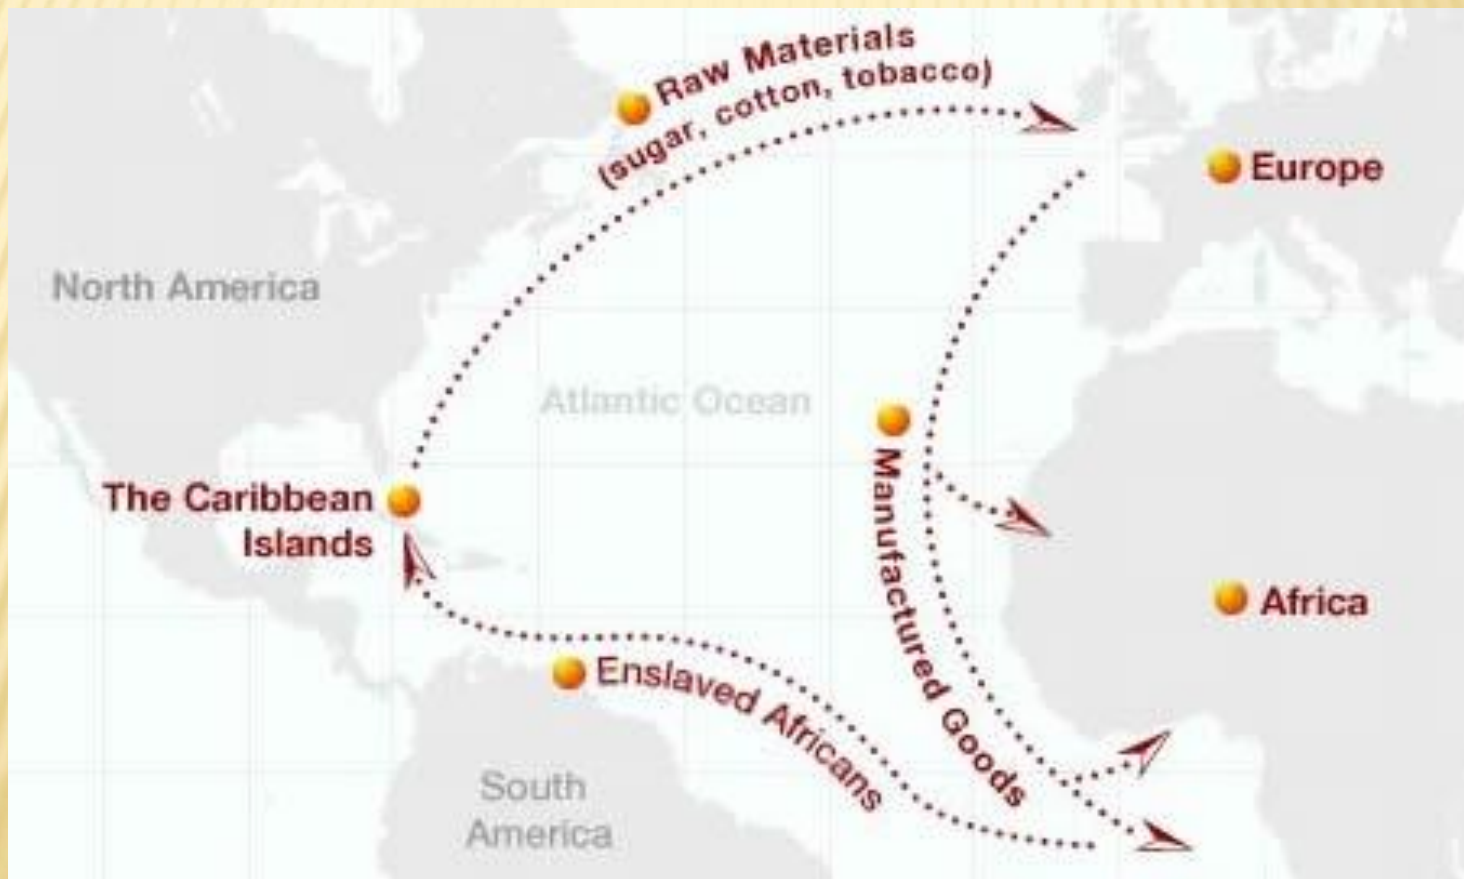 Raw Materials
(sugar, cotton, tobacco)
Europe
North America
Atlantic Ocean
The Caribbean
Islands
Manufactured Goods
Africa
Enslaved Africans
South
America